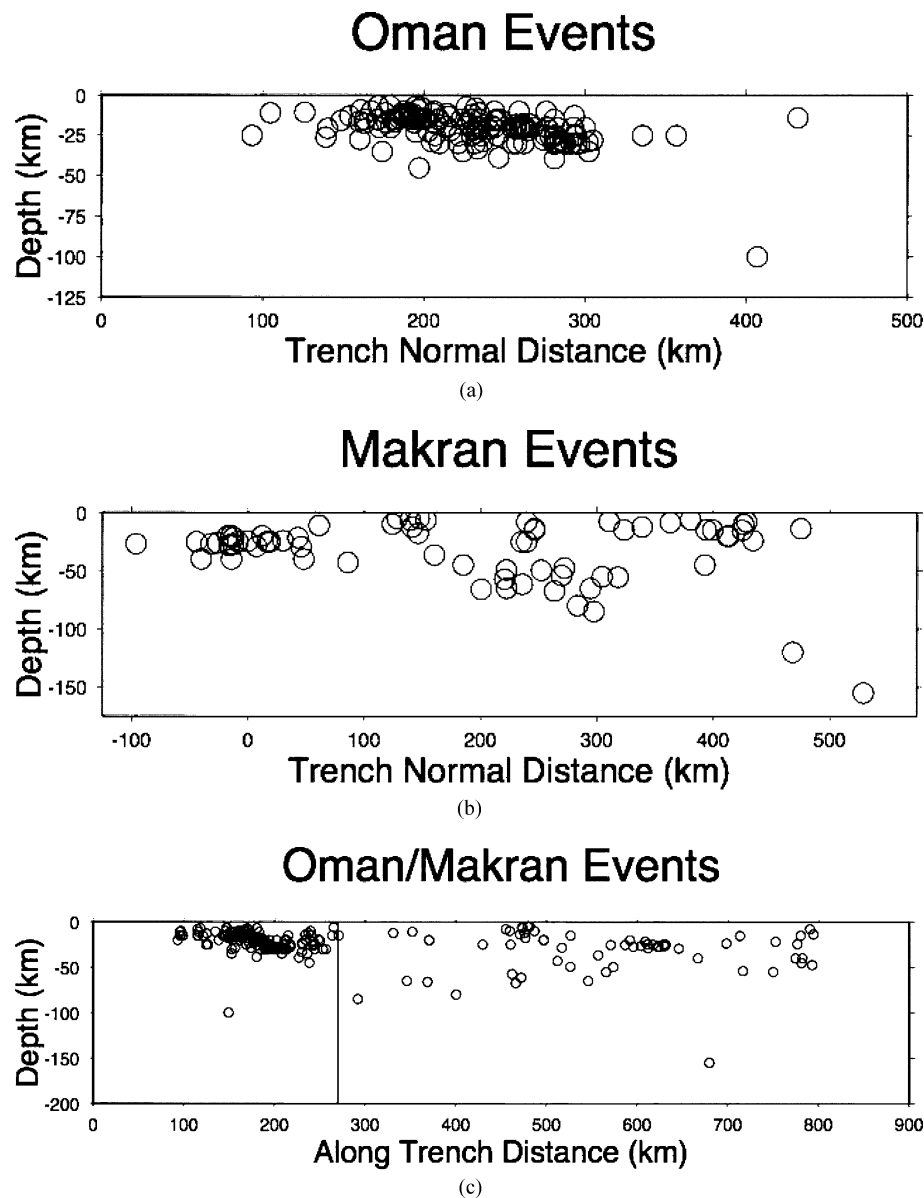 Oman Events
0
-25
-50
-75
-100
-125
Depth (km)
0 100 200 300 400 500
Trench Normal Distance (km)
(a)
Makran Events
0
-50
-100
-150
Depth (km)
-100 0 100 200 300 400 500
Trench Normal Distance (km)
(b)
Oman/Makran Events
0
-50
-100
-150
-200
Depth (km)
0 100 200 300 400 500 600 700 800 900
Along Trench Distance (km)
(c)